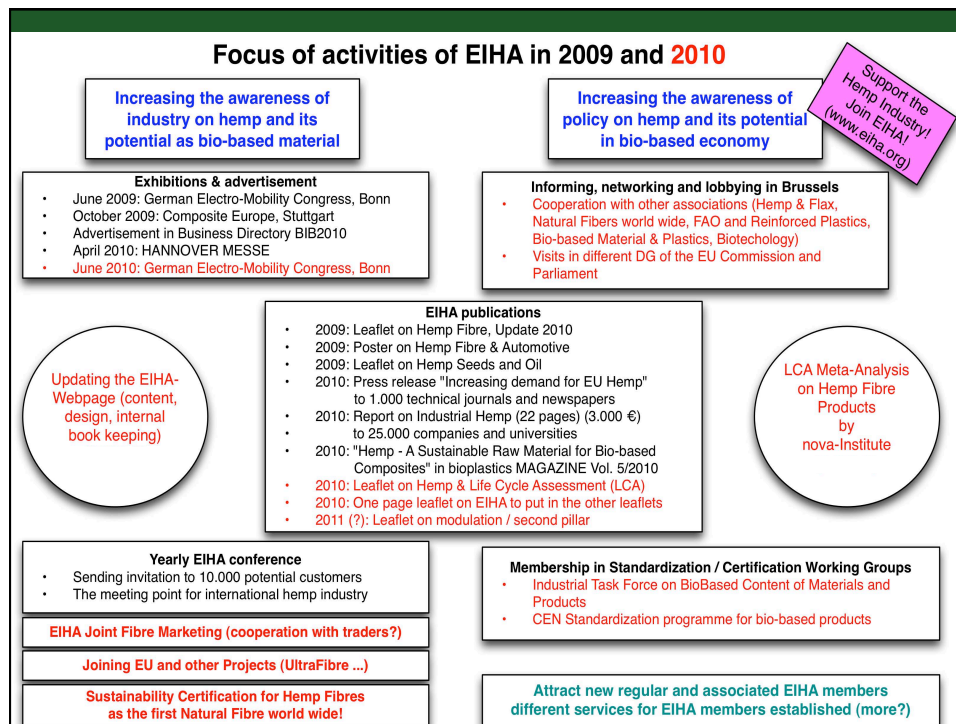 Focus of activities of EIHA in 2009 and 2010
Support the
Hemp Industry!
Join EIHA!
(www.eiha.org)
Increasing the awareness of
industry on hemp and its
potential as bio-based material
Increasing the awareness of
policy on hemp and its potential
in bio-based economy
Exhibitions & advertisement
• June 2009: German Electro-Mobility Congress, Bonn
• October 2009: Composite Europe, Stuttgart
• Advertisement in Business Directory BIB2010
• April 2010: HANNOVER MESSE
• June 2010: German Electro-Mobility Congress, Bonn
Informing, networking and lobbying in Brussels
• Cooperation with other associations (Hemp & Flax,
Natural Fibers world wide, FAO and Reinforced Plastics,
Bio-based Material & Plastics, Biotechology)
• Visits in different DG of the EU Commission and
Parliament
EIHA publications
• 2009: Leaflet on Hemp Fibre, Update 2010
• 2009: Poster on Hemp Fibre & Automotive
• 2009: Leaflet on Hemp Seeds and Oil
• 2010: Press release "Increasing demand for EU Hemp"
to 1.000 technical journals and newspapers
• 2010: Report on Industrial Hemp (22 pages) (3.000 €)
• to 25.000 companies and universities
• 2010: "Hemp - A Sustainable Raw Material for Bio-based
Composites" in bioplastics MAGAZINE Vol. 5/2010
• 2010: Leaflet on Hemp & Life Cycle Assessment (LCA)
• 2010: One page leaflet on EIHA to put in the other leaflets
• 2011 (?): Leaflet on modulation / second pillar
Updating the EIHA-
Webpage (content,
design, internal
book keeping)
LCA Meta-Analysis
on Hemp Fibre
Products
by
nova-Institute
Yearly EIHA conference
• Sending invitation to 10.000 potential customers
• The meeting point for international hemp industry
EIHA Joint Fibre Marketing (cooperation with traders?)
Joining EU and other Projects (UltraFibre ...)
Sustainability Certification for Hemp Fibres
as the first Natural Fibre world wide!
Membership in Standardization / Certification Working Groups
• Industrial Task Force on BioBased Content of Materials and
Products
• CEN Standardization programme for bio-based products
Attract new regular and associated EIHA members
different services for EIHA members established (more?)